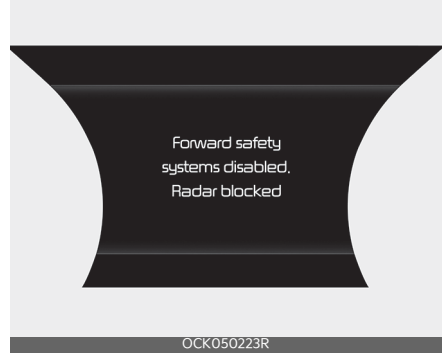 Forward safety
systems disabled,
Radar blocked
OCK050223R